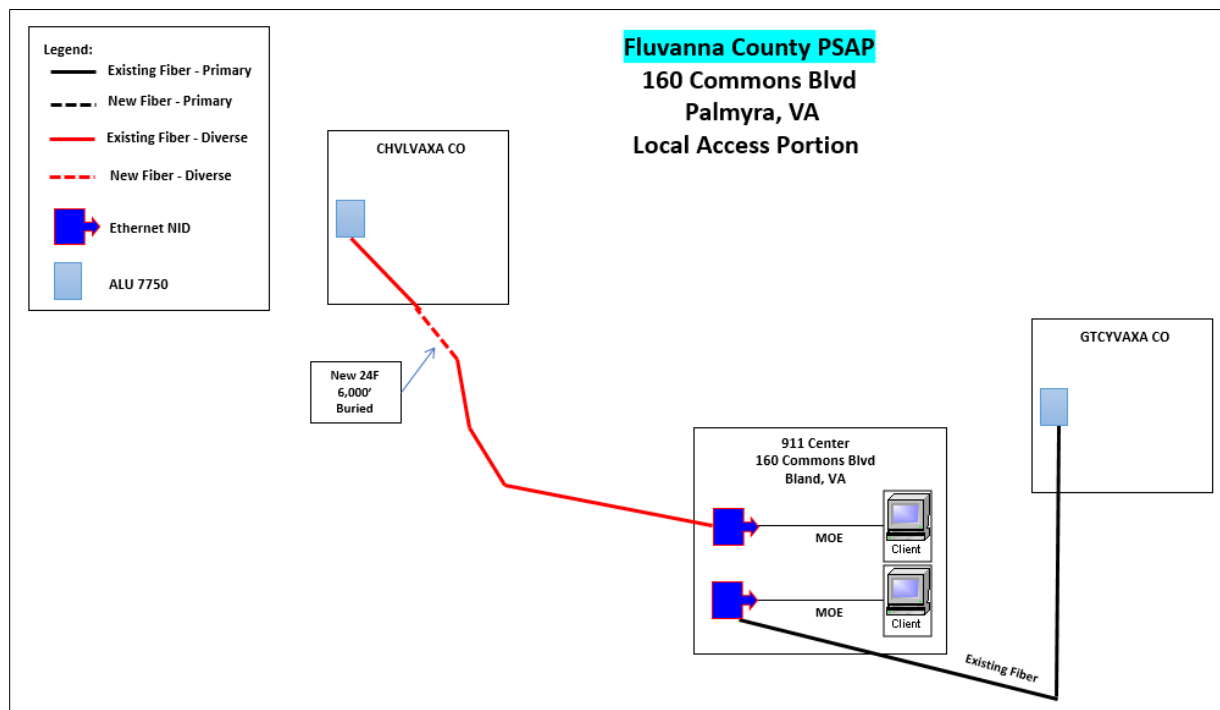 Legend:
Existing Fiber - Primary
New Fiber - Primary
Existing Fiber - Diverse
New Fiber - Diverse
Ethernet NID
ALU 7750
Fluvanna County PSAP
160 Commons Blvd
Palmyra, VA
Local Access Portion
CHVLVAXA CO
New 24F
6,000’
Buried
GTCYVAXA CO
911 Center
160 Commons Blvd
Bland, VA
MOE
Client
MOE
Client
Existing Fiber